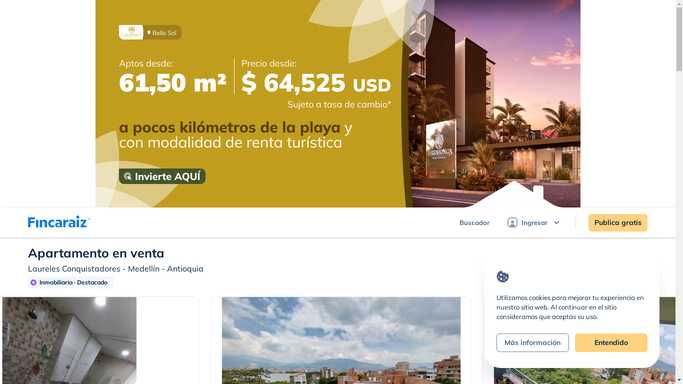 Bello Sol
Aptos desde:
61,50 m²
Precio desde:
$ 64,525 USD
Sujeto a tasa de cambio*
a pocos kilómetros de la playa y
con modalidad de renta turística
Invierte AQUÍ
Fincaraiz
Buscador
Ingresar
Publica gratis
Apartamento en venta
Laureles Conquistadores - Medellín - Antioquia
Inmobiliaria - Destacado
Utilizamos cookies para mejorar tu experiencia en
nuestro sitio web. Al continuar en el sitio
consideramos que aceptas su uso.
Más información
Entendido